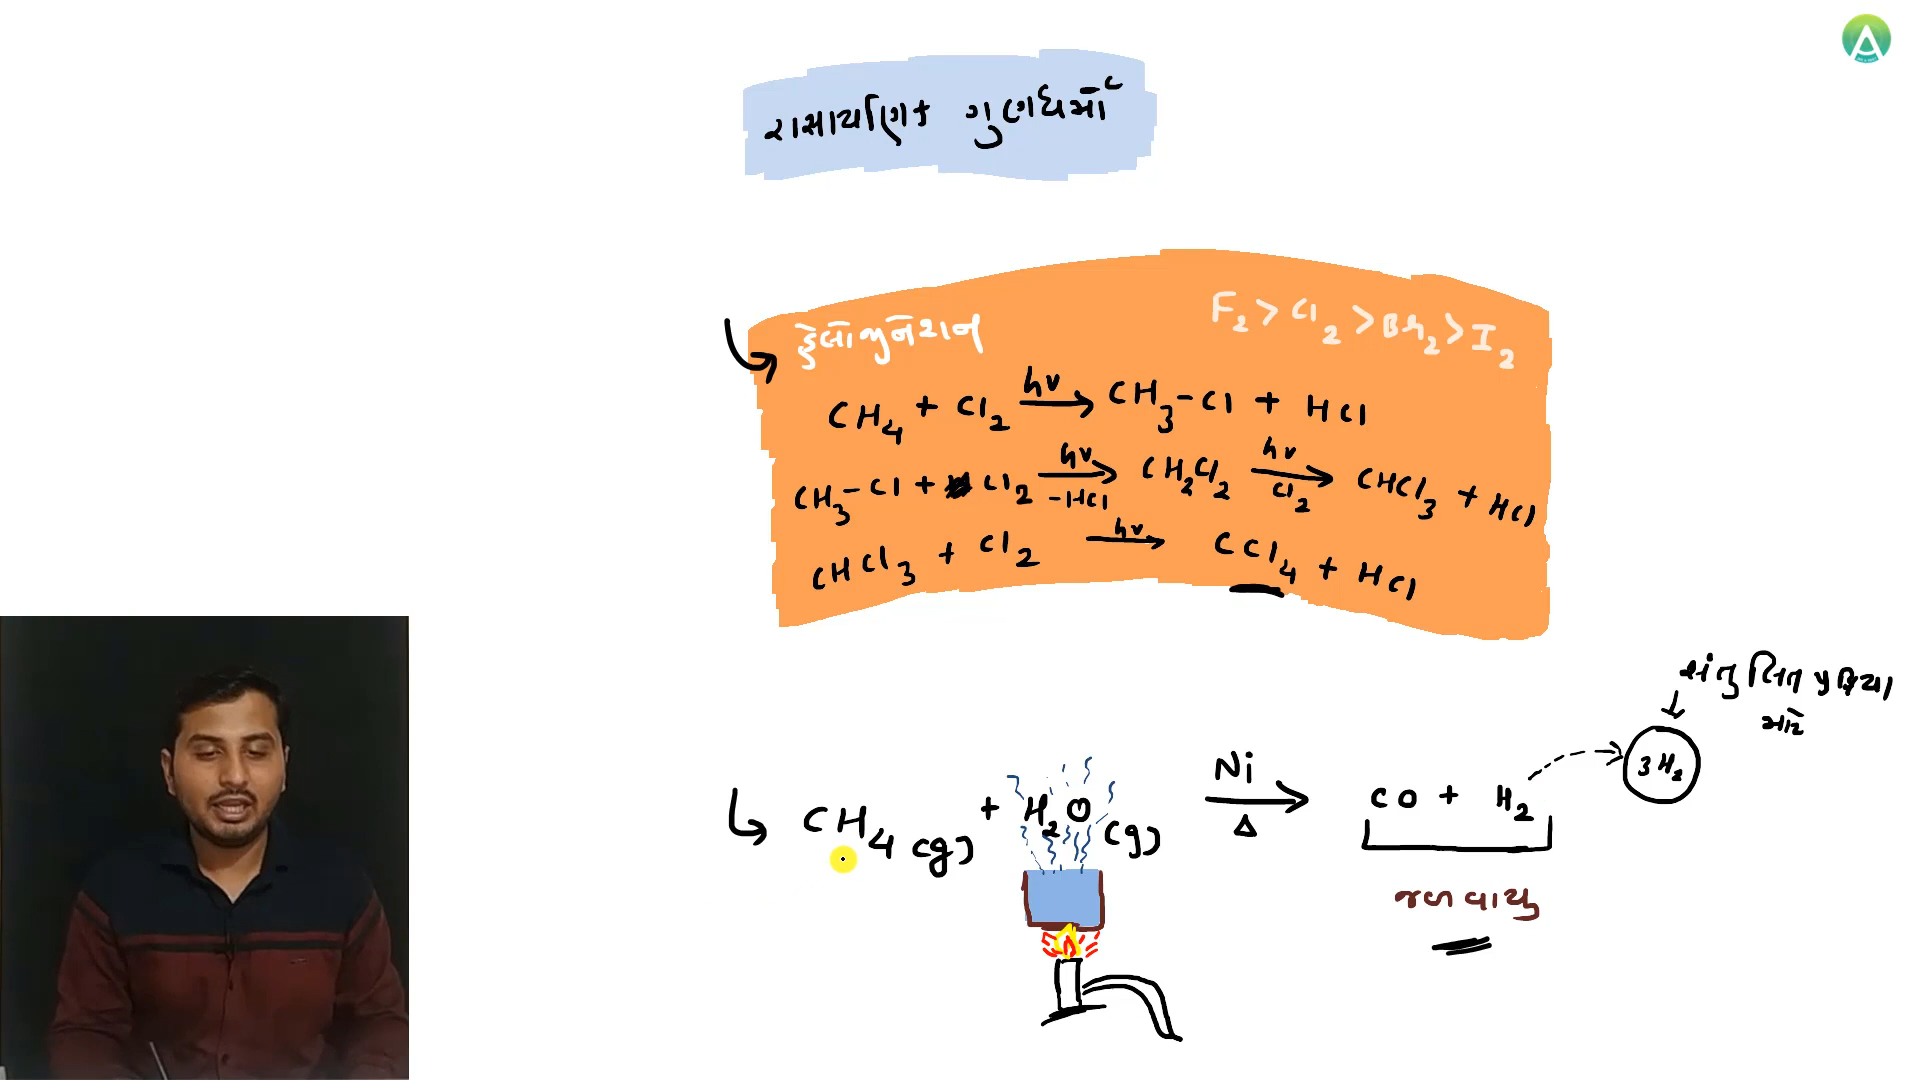 રાસાયણિક ગુણધર્મો
હેલોજીનેશન
F₂ > Cl₂ > Br₂ > I₂
CH₄ + Cl₂ —hν→ CH₃-Cl + HCl
CH₃-Cl + Cl₂ —hν, -HCl→ CH₂Cl₂ —hν, Cl₂→ CHCl₃ + HCl
CHCl₃ + Cl₂ —hν→ CCl₄ + HCl
સંતુલિત પ્રક્રિયા
માટે
3H₂
CH₄(g) + H₂O(g) —Ni, Δ→ CO + H₂
જળવાયુ